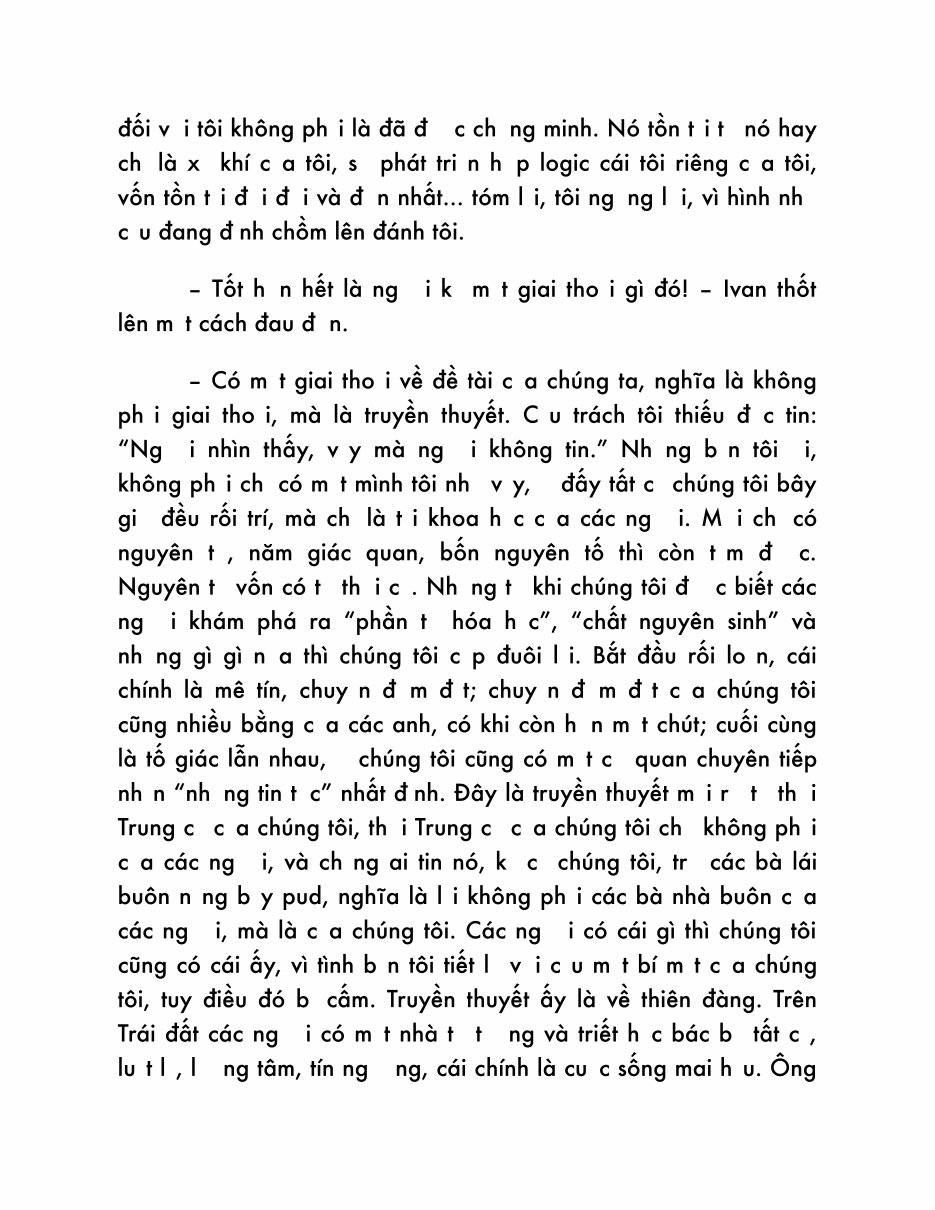 đối v i tôi không ph i là đã đ c ch ng minh. Nó tồn t i t nó hay
ch là x khí c a tôi, s phát tri n h p logic cái tôi riêng c a tôi,
vốn tồn t i đ i đ i và đ n nhất... tóm l i, tôi ng ng l i, vì hình nh
c u đang đ nh chồm lên đánh tôi.
– Tốt h n hết là ng i k m t giai tho i gì đó! – Ivan thốt
lên m t cách đau đ n.
– Có m t giai tho i về đề tài c a chúng ta, nghĩa là không
ph i giai tho i, mà là truyền thuyết. C u trách tôi thiếu đ c tin:
“Ng i nhìn thấy, v y mà ng i không tin.” Nh ng b n tôi i,
không ph i ch có m t mình tôi nh v y, đấy tất c chúng tôi bây
gi đều rối trí, mà ch là t i khoa h c c a các ng i. M i ch có
nguyên t , năm giác quan, bốn nguyên tố thì còn t m đ c.
Nguyên t vốn có t th i c . Nh ng t khi chúng tôi đ c biết các
ng i khám phá ra “phần t hóa h c”, “chất nguyên sinh” và
nh ng gì gì n a thì chúng tôi c p đuôi l i. Bắt đầu rối lo n, cái
chính là mê tín, chuy n đ m đ t; chuy n đ m đ t c a chúng tôi
cũng nhiều bằng c a các anh, có khi còn h n m t chút; cuối cùng
là tố giác lẫn nhau, chúng tôi cũng có m t c quan chuyên tiếp
nh n “nh ng tin t c” nhất đ nh. Đây là truyền thuyết m i r t th i
Trung c c a chúng tôi, th i Trung c c a chúng tôi ch không ph i
c a các ng i, và ch ng ai tin nó, k c chúng tôi, tr các bà lái
buôn n ng b y pud, nghĩa là l i không ph i các bà nhà buôn c a
các ng i, mà là c a chúng tôi. Các ng i có cái gì thì chúng tôi
cũng có cái ấy, vì tình b n tôi tiết l v i c u m t bí m t c a chúng
tôi, tuy điều đó b cấm. Truyền thuyết ấy là về thiên đàng. Trên
Trái đất các ng i có m t nhà t t ng và triết h c bác b tất c ,
lu t l , l ng tâm, tín ng ng, cái chính là cu c sống mai h u. Ông